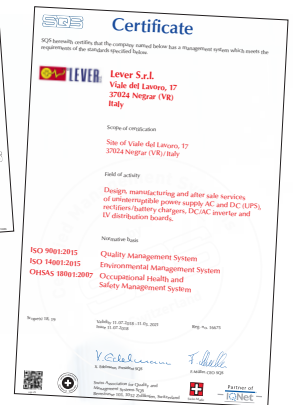 SQS
Certificate
SQS herewith certifies that the company named below has a management system which meets the
requirements of the standards specified below.
LEVER
Lever S.r.l.
Viale del Lavoro, 17
37024 Negrar (VR)
Italy
Scope of certification
Site of Viale del Lavoro, 17
37024 Negrar (VR)/Italy
Field of activity
Design, manufacturing and after sale services
of uninterruptible power supply AC and DC (UPS),
rectifiers/battery chargers, DC/AC inverter and
LV distribution boards.
Normative basis
ISO 9001:2015 Quality Management System
ISO 14001:2015 Environmental Management System
OHSAS 18001:2007 Occupational Health and
Safety Management System
Swiss Association for Quality and
Management Systems SQS
Partner of
IQNet